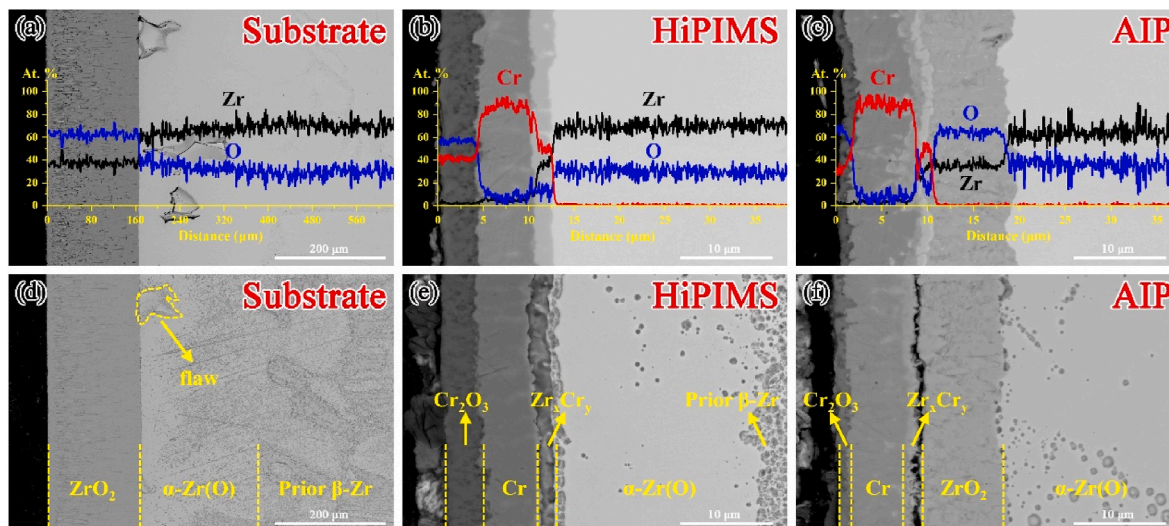 (a) Substrate
At. %
Zr
100
80
60
O
40
20
0
0 80 160 240 320 400 480 560
Distance (μm)
200 μm
(b) HiPIMS
At. %
Cr
Zr
100
80
60
O
40
20
0
0 5 10 15 20 25 30 35
Distance (μm)
10 μm
(c) AIP
At. %
Cr
O
100
80
60
40
Zr
20
0
0 5 10 15 20 25 30 35
Distance (μm)
10 μm
(d) Substrate
flaw
ZrO₂ α-Zr(O) Prior β-Zr
200 μm
(e) HiPIMS
Cr₂O₃ ZrₓCrᵧ Prior β-Zr
Cr α-Zr(O)
10 μm
(f) AIP
Cr₂O₃ ZrₓCrᵧ
Cr ZrO₂ α-Zr(O)
10 μm